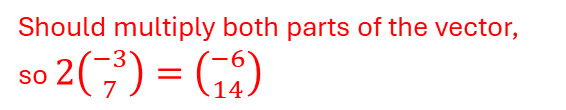 Should multiply both parts of the vector,
so 2(−3 7) = (−6 14)